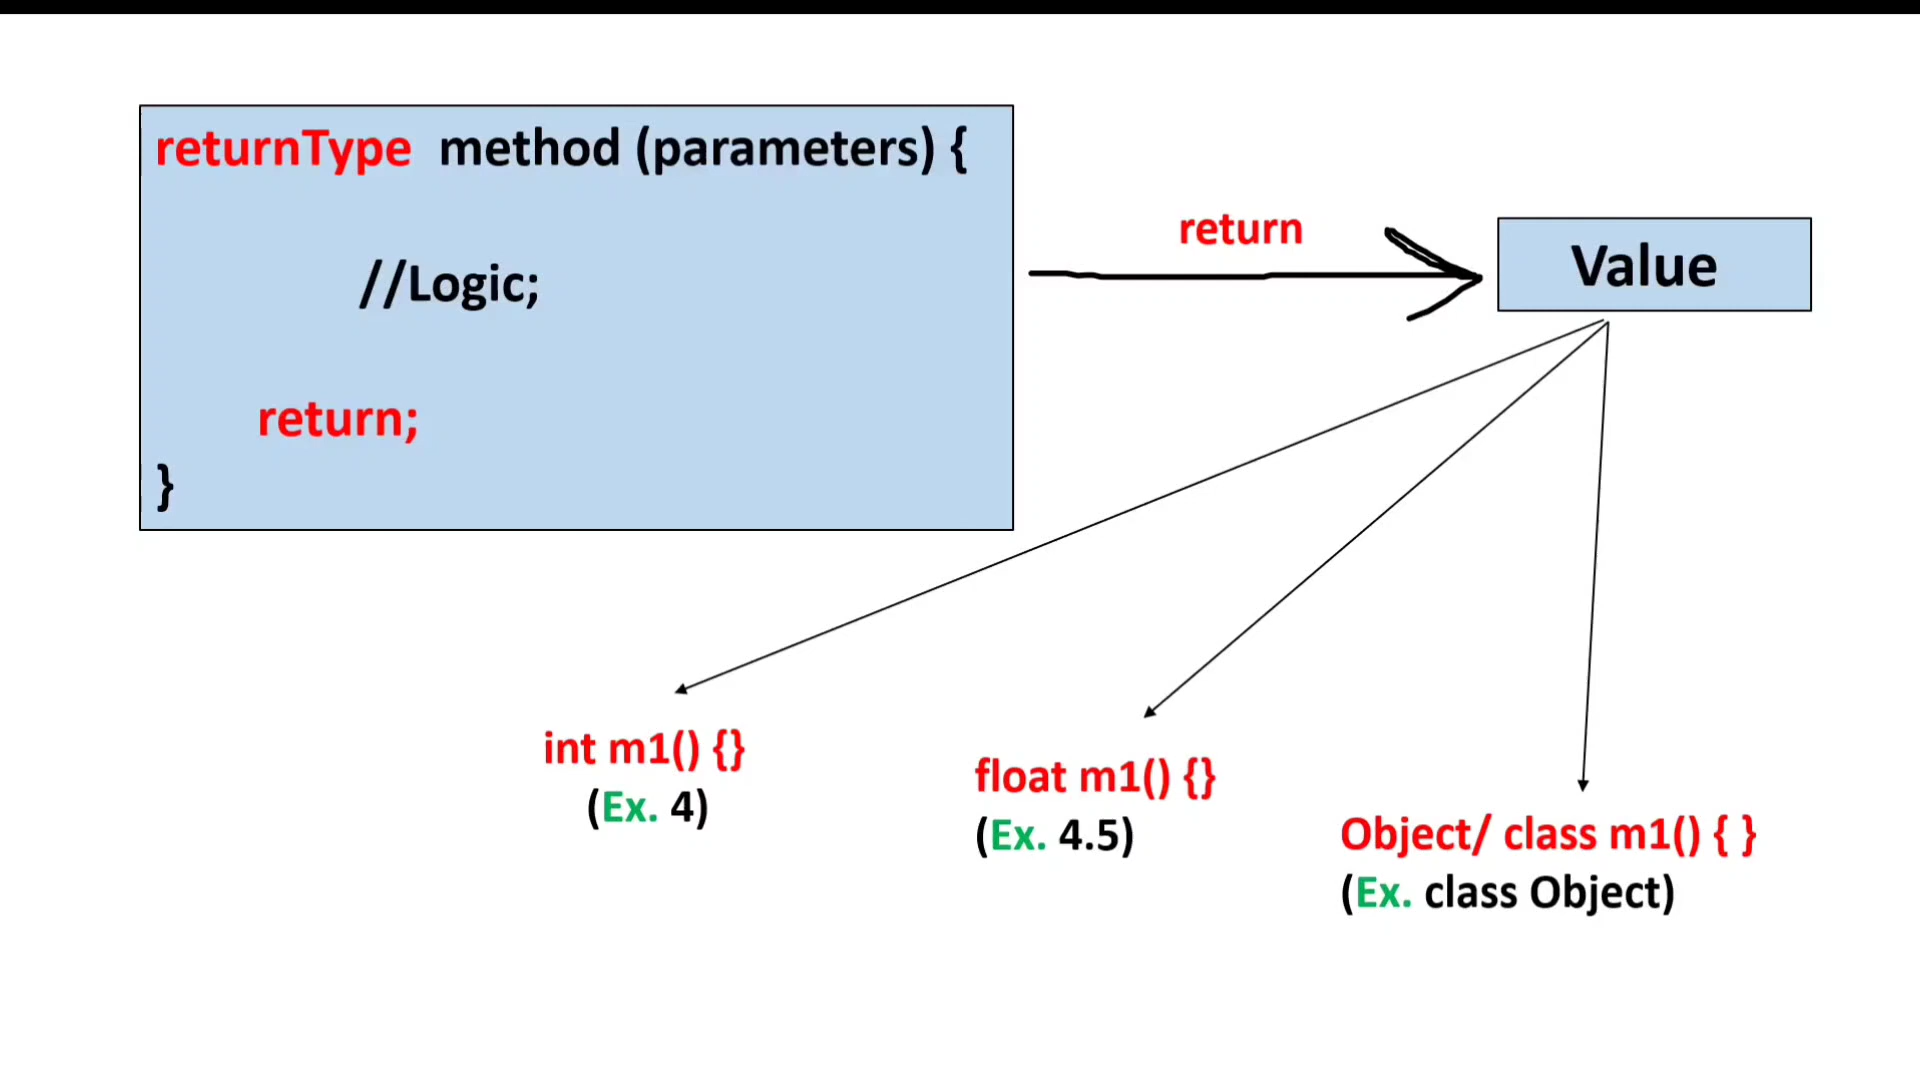 returnType method (parameters) {
//Logic;
return;
}
return
Value
int m1() {}
(Ex. 4)
float m1() {}
(Ex. 4.5)
Object/ class m1() { }
(Ex. class Object)